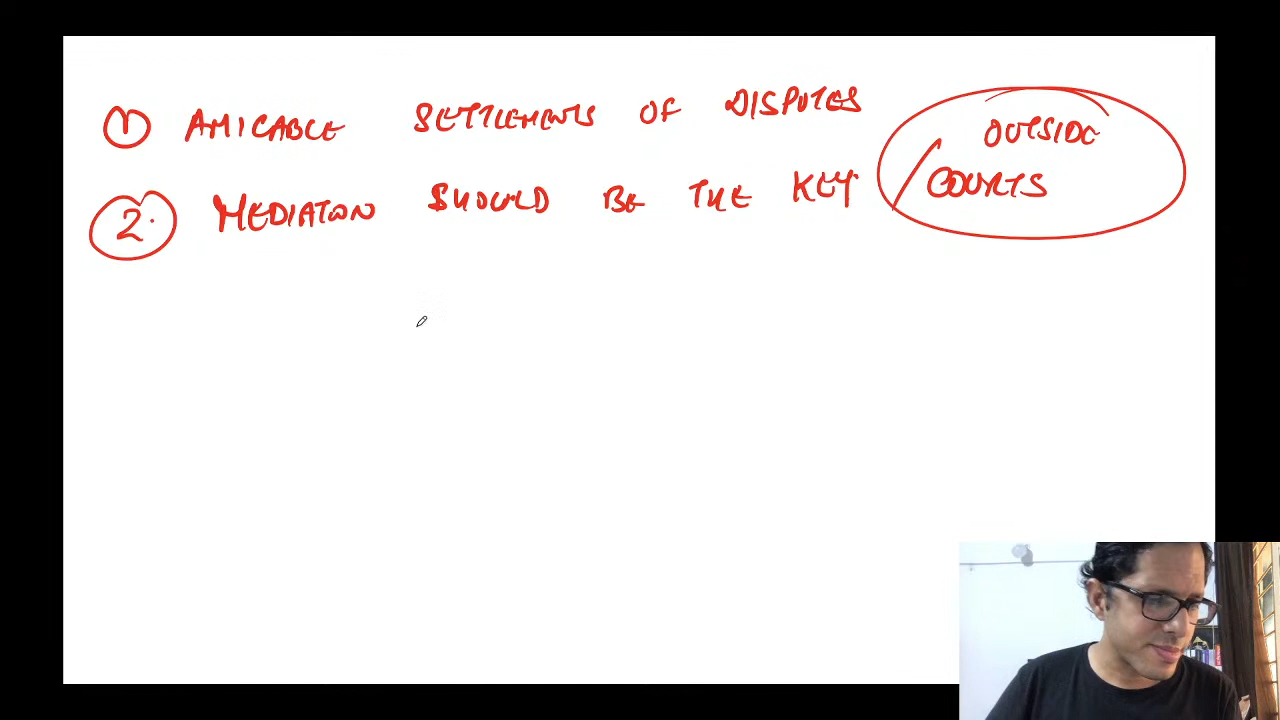 1 AMICABLE SETTLEMENTS OF DISPUTES OUTSIDE
2. MEDIATION SHOULD BE THE KEY / COURTS